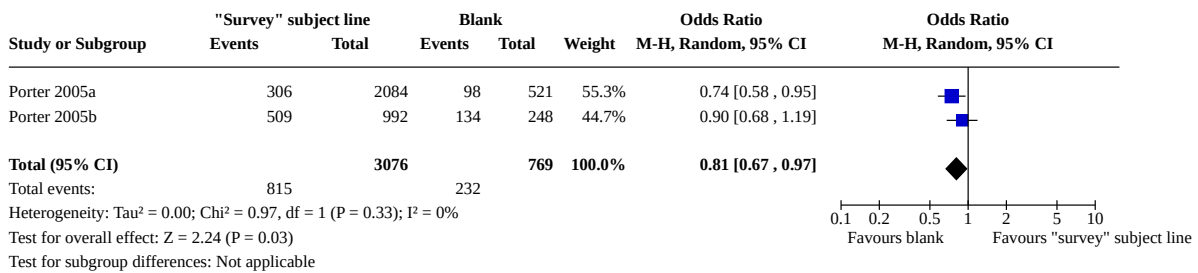 "Survey" subject line Blank Odds Ratio Odds Ratio
Study or Subgroup Events Total Events Total Weight M-H, Random, 95% CI M-H, Random, 95% CI
Porter 2005a 306 2084 98 521 55.3% 0.74 [0.58 , 0.95]
Porter 2005b 509 992 134 248 44.7% 0.90 [0.68 , 1.19]
Total (95% CI) 3076 769 100.0% 0.81 [0.67 , 0.97]
Total events: 815 232
Heterogeneity: Tau² = 0.00; Chi² = 0.97, df = 1 (P = 0.33); I² = 0%
0.1 0.2 0.5 1 2 5 10
Test for overall effect: Z = 2.24 (P = 0.03) Favours blank Favours "survey" subject line
Test for subgroup differences: Not applicable